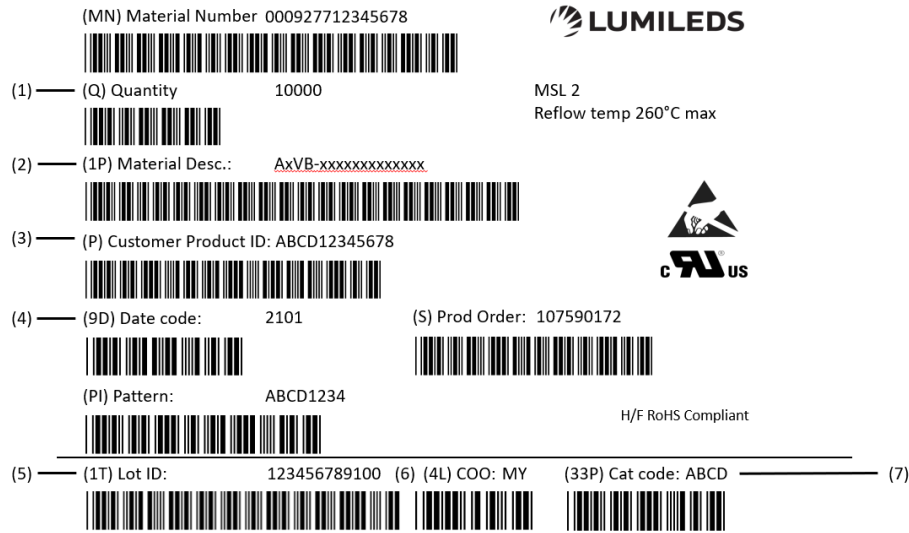 (MN) Material Number 000927712345678
LUMILEDS
(1) (Q) Quantity 10000
MSL 2
Reflow temp 260°C max
(2) (1P) Material Desc.: AxVB-xxxxxxxxxxxxx
(3) (P) Customer Product ID: ABCD12345678
C RU ® US
(4) (9D) Date code: 2101 (S) Prod Order: 107590172
(PI) Pattern: ABCD1234
H/F RoHS Compliant
(5) (1T) Lot ID: 123456789100 (6) (4L) COO: MY (33P) Cat code: ABCD (7)